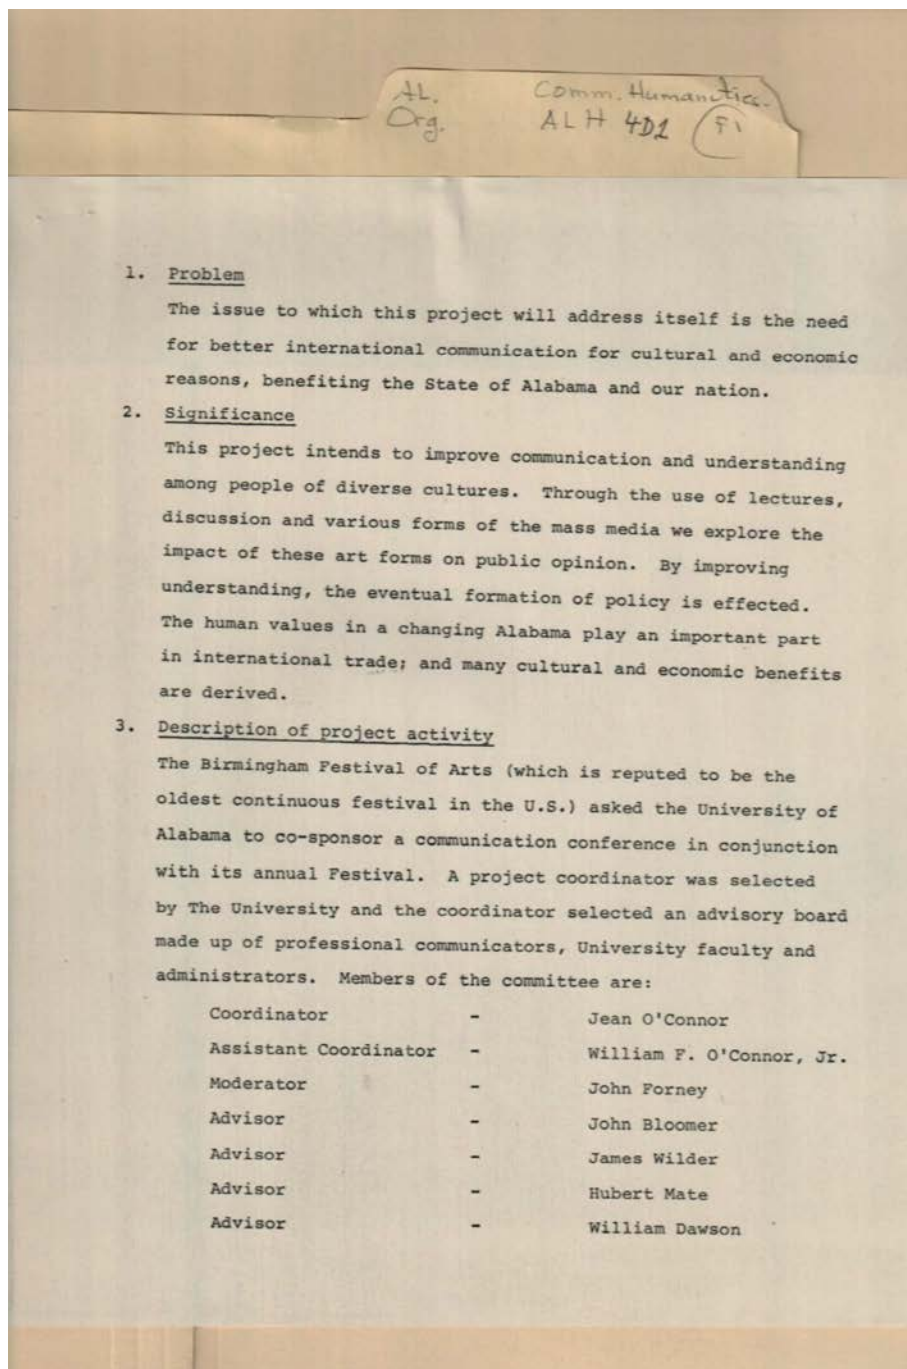 AL. Comm. Humanities.
Org. ALH 4D1 F1
1. Problem
The issue to which this project will address itself is the need
for better international communication for cultural and economic
reasons, benefiting the State of Alabama and our nation.
2. Significance
This project intends to improve communication and understanding
among people of diverse cultures. Through the use of lectures,
discussion and various forms of the mass media we explore the
impact of these art forms on public opinion. By improving
understanding, the eventual formation of policy is effected.
The human values in a changing Alabama play an important part
in international trade; and many cultural and economic benefits
are derived.
3. Description of project activity
The Birmingham Festival of Arts (which is reputed to be the
oldest continuous festival in the U.S.) asked the University of
Alabama to co-sponsor a communication conference in conjunction
with its annual Festival. A project coordinator was selected
by The University and the coordinator selected an advisory board
made up of professional communicators, University faculty and
administrators. Members of the committee are:
Coordinator - Jean O'Connor
Assistant Coordinator - William F. O'Connor, Jr.
Moderator - John Forney
Advisor - John Bloomer
Advisor - James Wilder
Advisor - Hubert Mate
Advisor - William Dawson